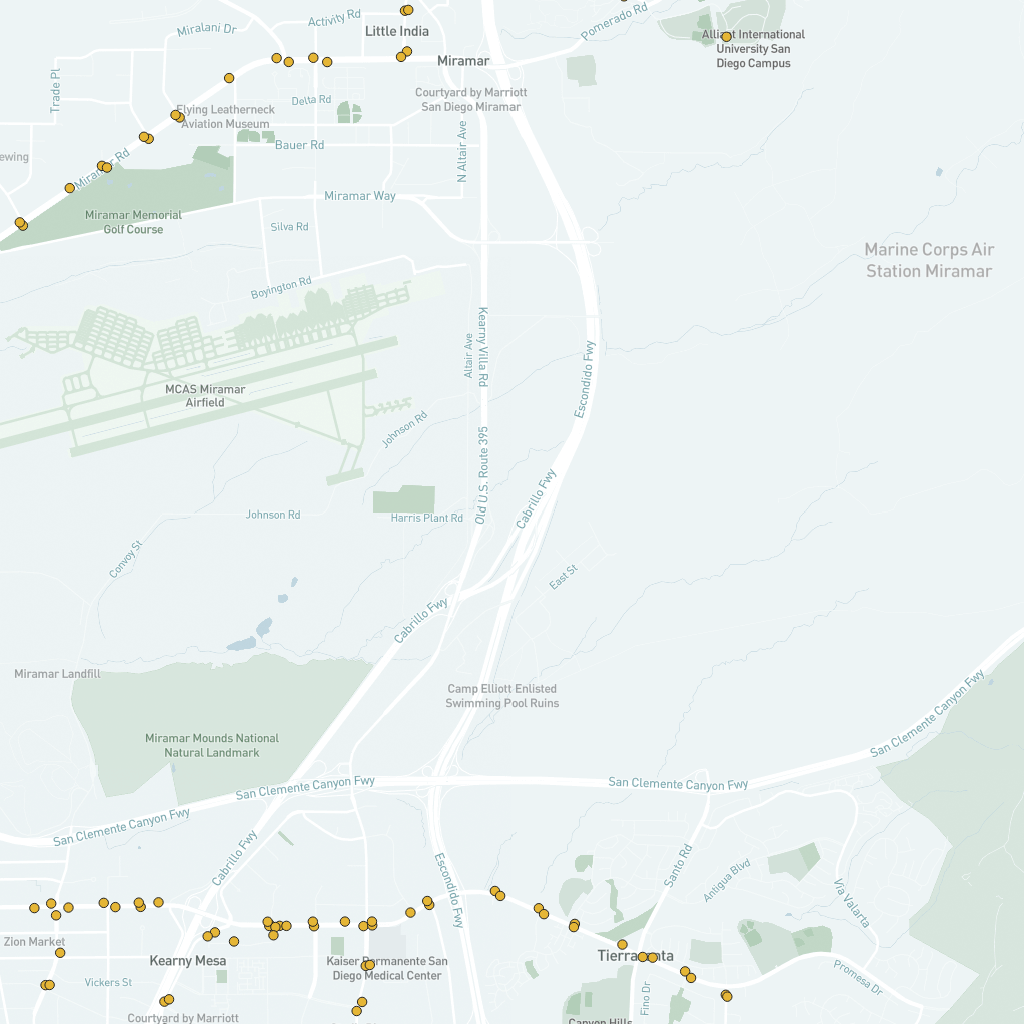 Activity Rd
Pomerado Rd
Miralani Dr
Little India
Alliant International
University San
Diego Campus
Miramar
Trade Pl
Courtyard by Marriott
San Diego Miramar
Delta Rd
Flying Leatherneck
Aviation Museum
N Altair Ave
Bauer Rd
ewing
Miramar Rd
Miramar Way
Miramar Memorial
Golf Course
Silva Rd
Marine Corps Air
Station Miramar
Boyington Rd
Kearny Villa Rd
Altair Ave
Escondido Fwy
MCAS Miramar
Airfield
Johnson Rd
Old U.S. Route 395
Cabrillo Fwy
Johnson Rd
Harris Plant Rd
Convoy St
East St
Cabrillo Fwy
Miramar Landfill
Camp Elliott Enlisted
Swimming Pool Ruins
San Clemente Canyon Fwy
Miramar Mounds National
Natural Landmark
San Clemente Canyon Fwy
San Clemente Canyon Fwy
San Clemente Canyon Fwy
Cabrillo Fwy
Escondido Fwy
Santo Rd
Antigua Blvd
Via Valarta
Zion Market
Kearny Mesa
Kaiser Permanente San
Diego Medical Center
Tierrasanta
Vickers St
Fino Dr
Promesa Dr
Courtyard by Marriott
Canyon Hills